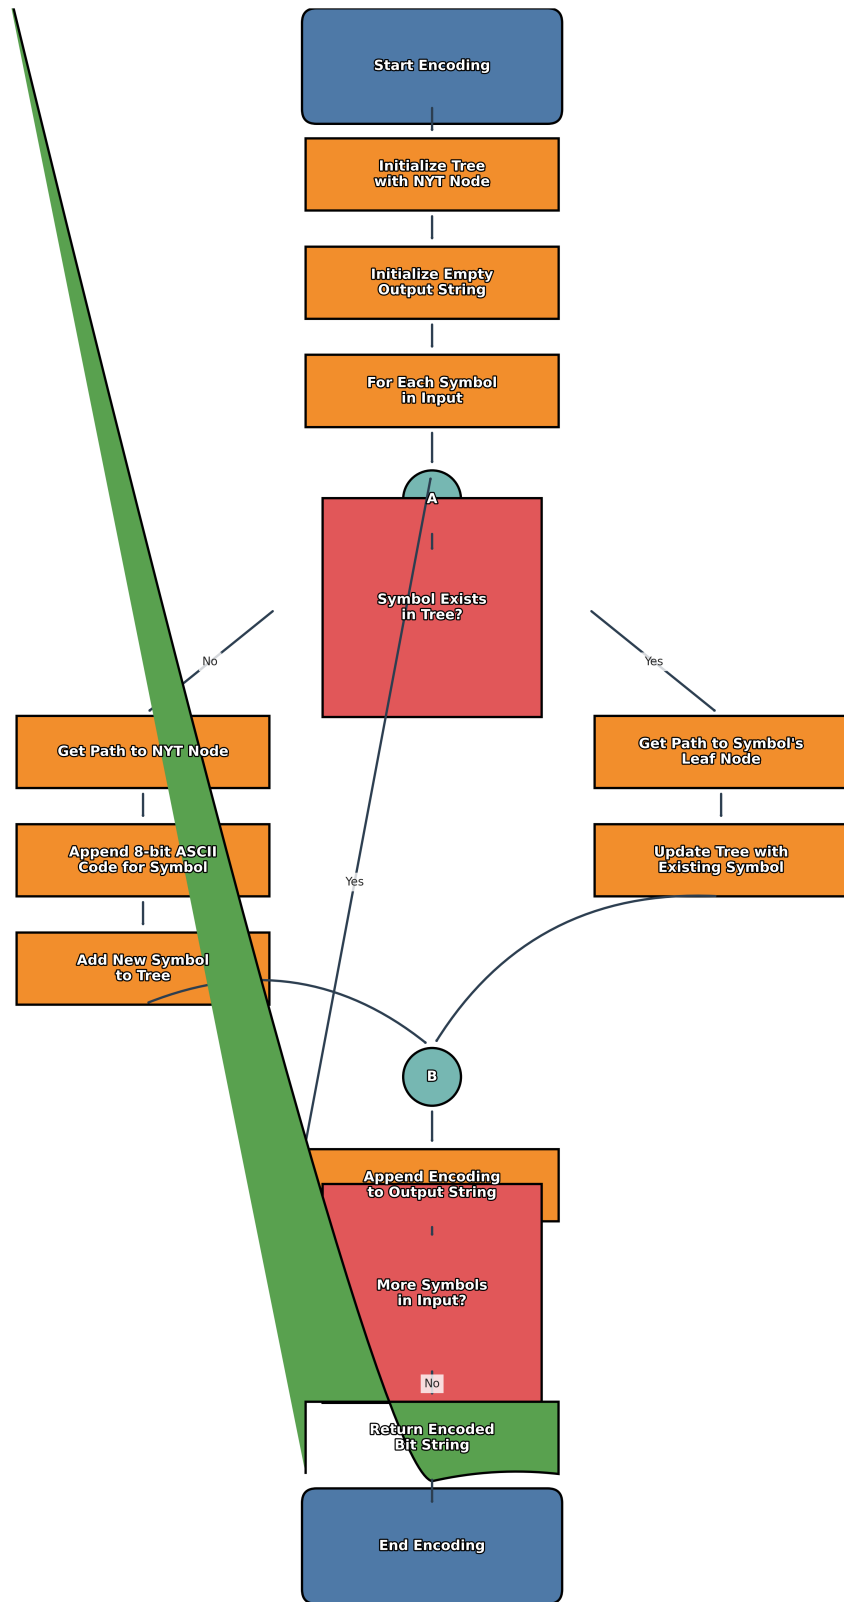 Start Encoding
Initialize Tree
with NYT Node
Initialize Empty
Output String
For Each Symbol
in Input
A
Symbol Exists
in Tree?
No
Yes
Get Path to NYT Node
Get Path to Symbol's
Leaf Node
Append 8-bit ASCII
Code for Symbol
Update Tree with
Existing Symbol
Yes
Add New Symbol
to Tree
B
Append Encoding
to Output String
More Symbols
in Input?
No
Return Encoded
Bit String
End Encoding